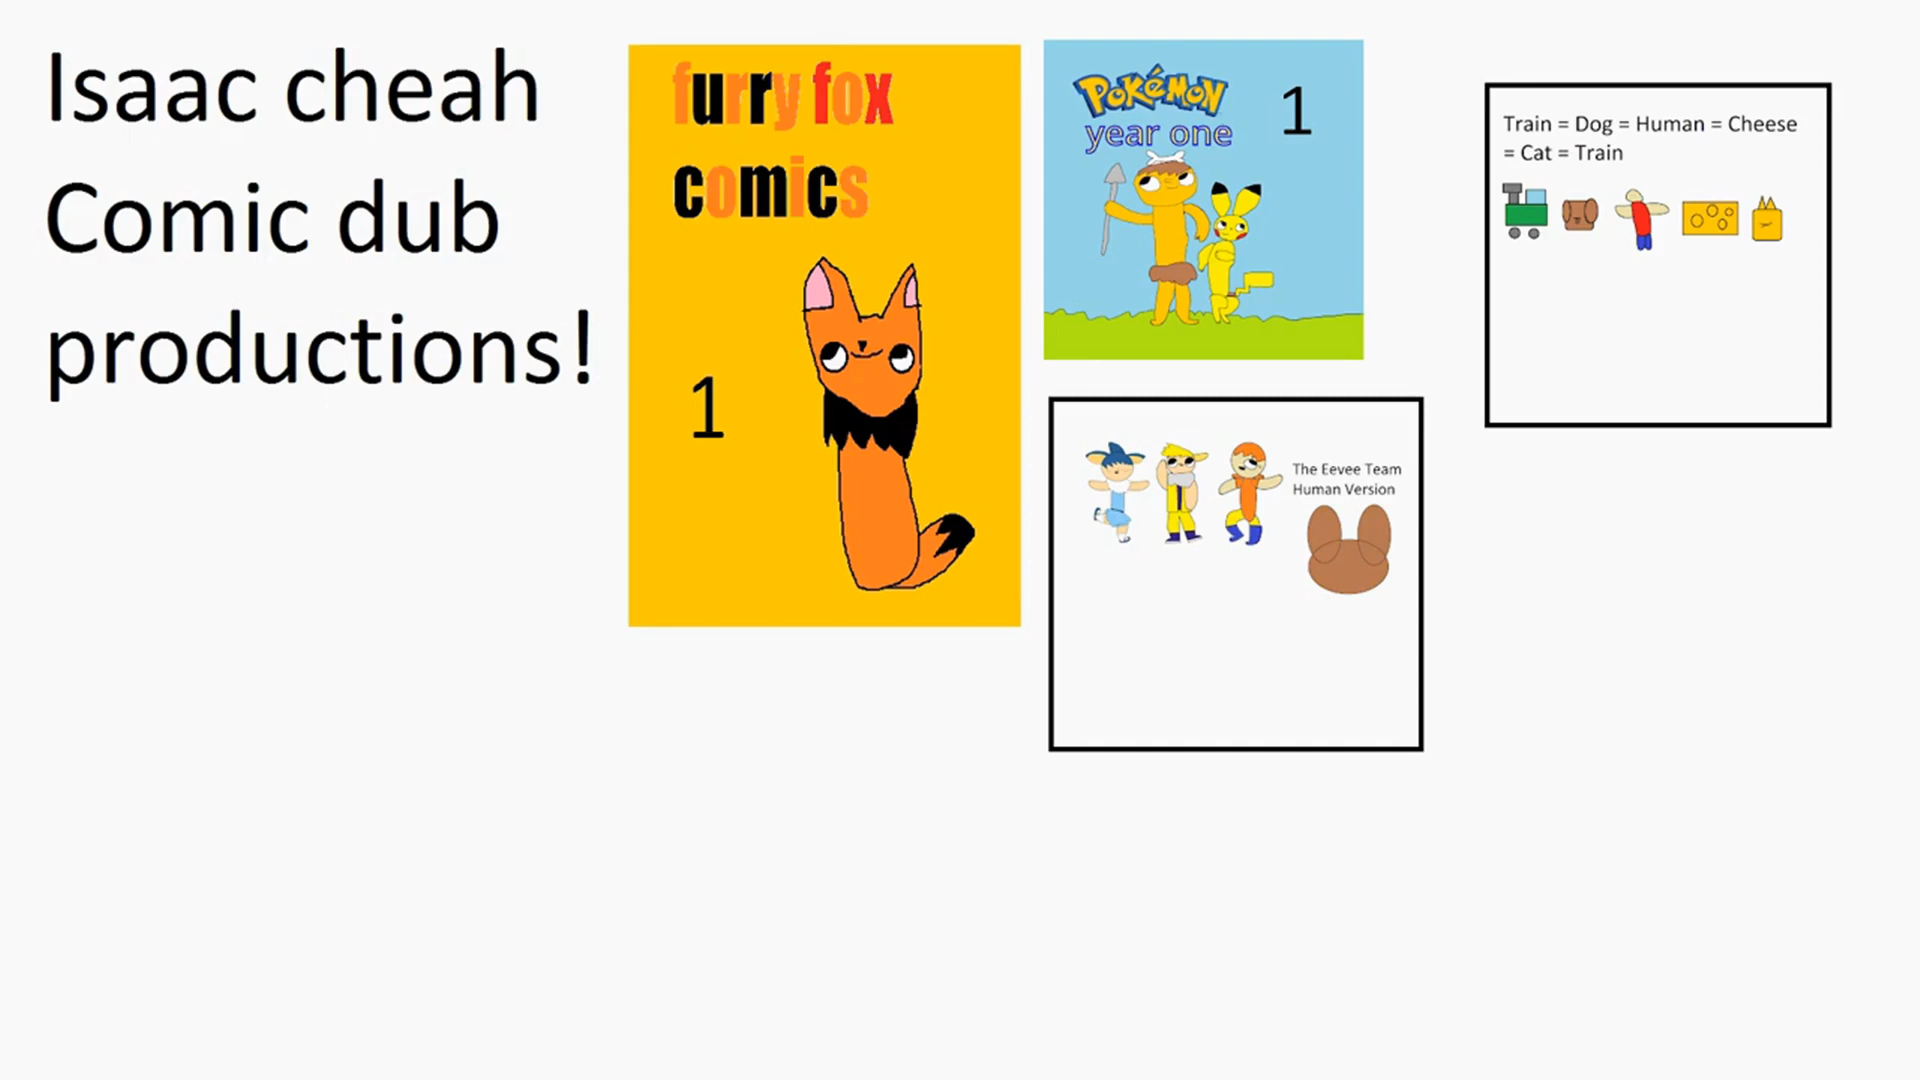 Isaac cheah
Comic dub
productions!
furry fox
comics
1
POKéMON
year one
1
Train = Dog = Human = Cheese
= Cat = Train
The Eevee Team
Human Version